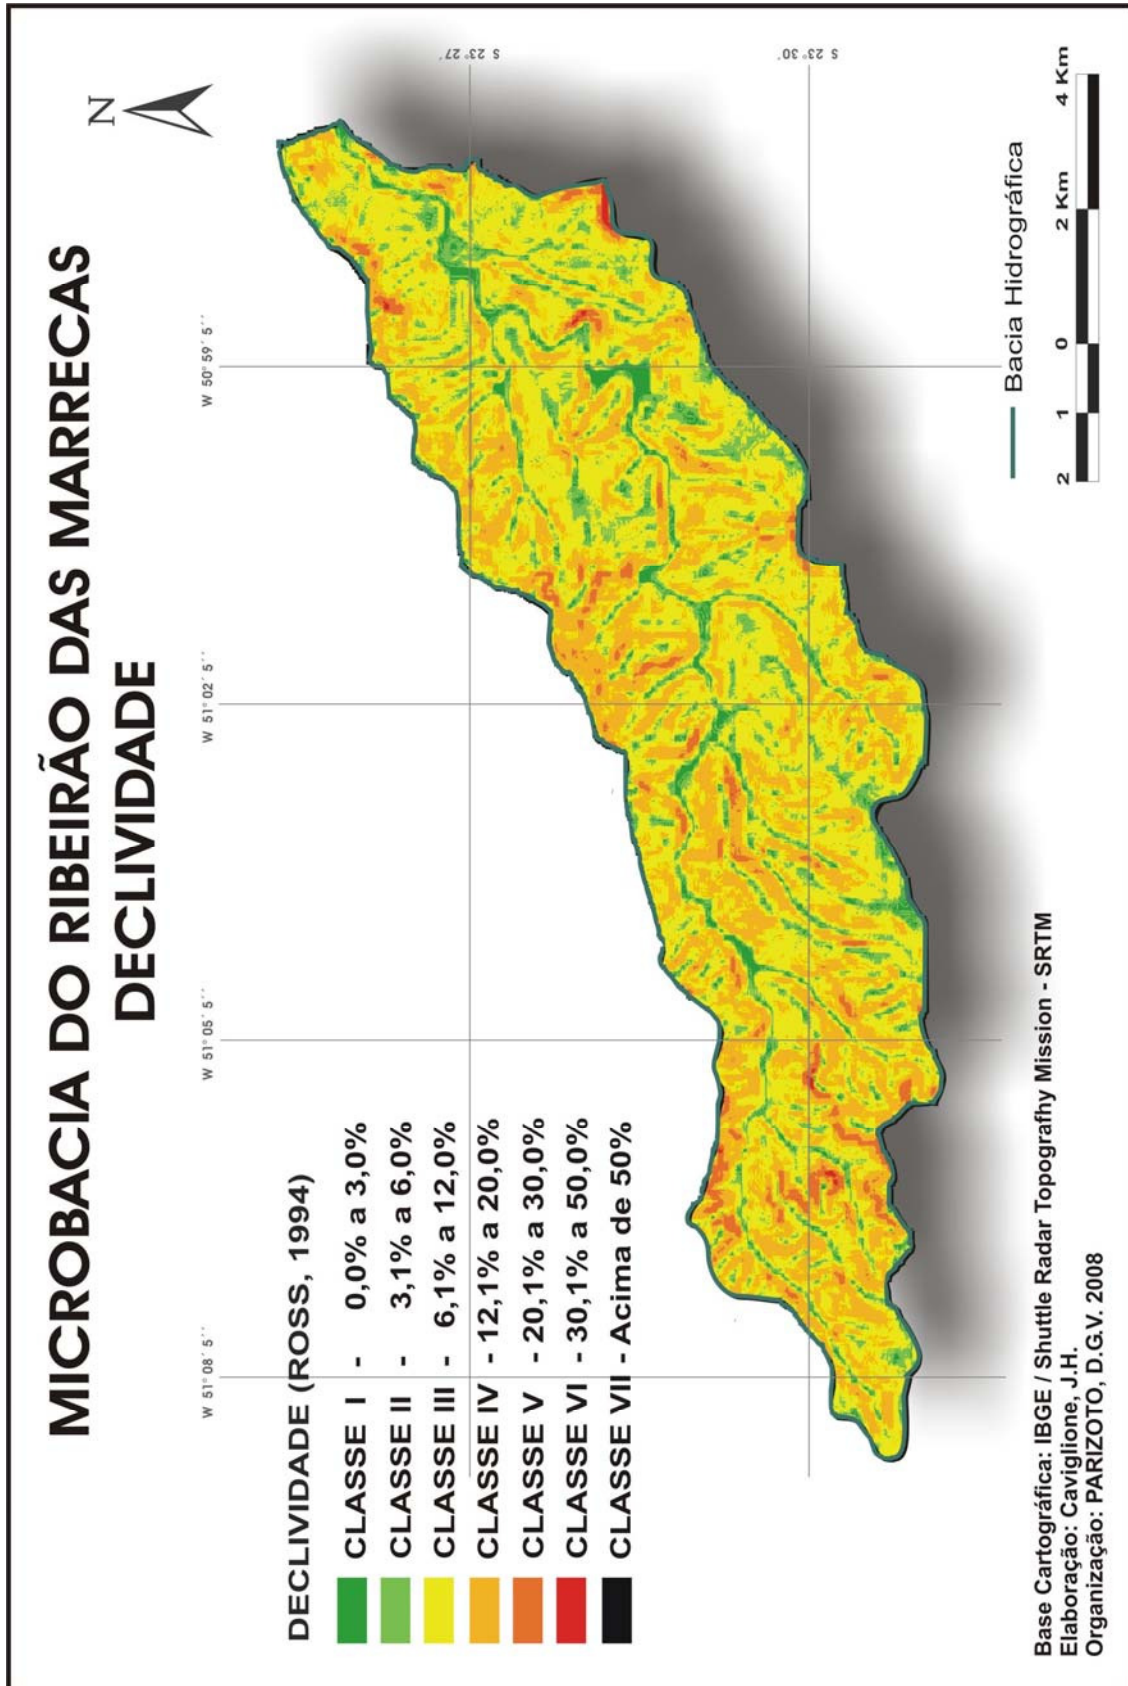 MICROBACIA DO RIBEIRÃO DAS MARRECAS
DECLIVIDADE
N
W 51° 08´ 5´´
W 51° 05´ 5´´
W 51° 02´ 5´´
W 50° 59´ 5´´
S 23° 27´
S 23° 30´
DECLIVIDADE (ROSS, 1994)
CLASSE I - 0,0% a 3,0%
CLASSE II - 3,1% a 6,0%
CLASSE III - 6,1% a 12,0%
CLASSE IV - 12,1% a 20,0%
CLASSE V - 20,1% a 30,0%
CLASSE VI - 30,1% a 50,0%
CLASSE VII - Acima de 50%
Bacia Hidrográfica
2 1 0 2 Km 4 Km
Base Cartográfica: IBGE / Shuttle Radar Topografhy Mission - SRTM
Elaboração: Caviglione, J.H.
Organização: PARIZOTO, D.G.V. 2008